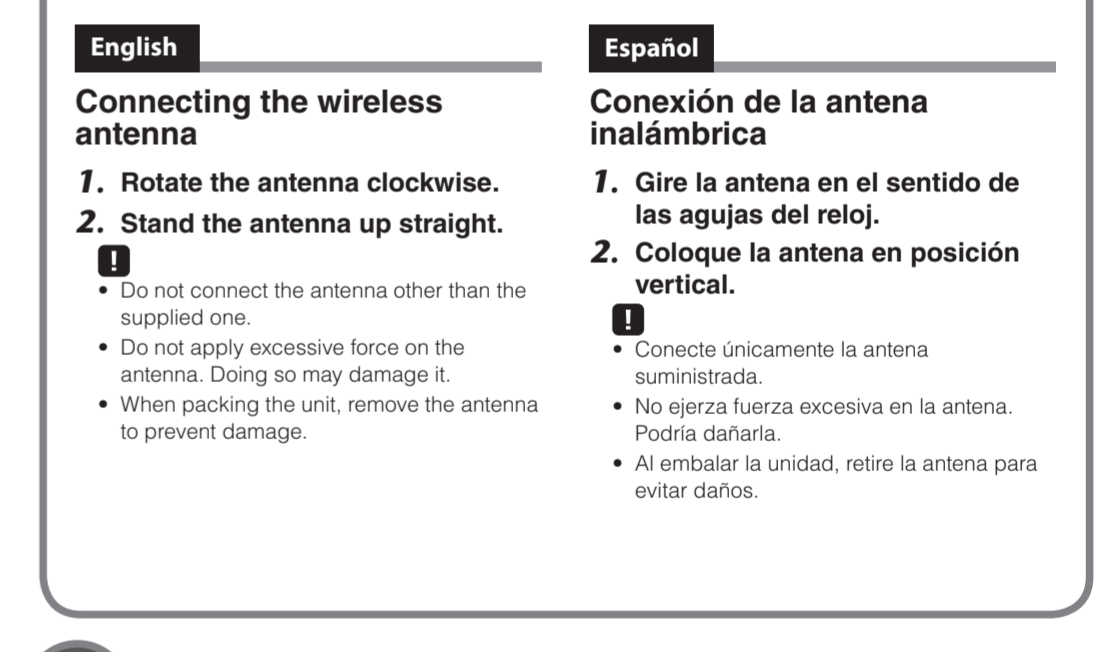 English
Connecting the wireless
antenna
1. Rotate the antenna clockwise.
2. Stand the antenna up straight.
!
• Do not connect the antenna other than the
supplied one.
• Do not apply excessive force on the
antenna. Doing so may damage it.
• When packing the unit, remove the antenna
to prevent damage.
Español
Conexión de la antena
inalámbrica
1. Gire la antena en el sentido de
las agujas del reloj.
2. Coloque la antena en posición
vertical.
!
• Conecte únicamente la antena
suministrada.
• No ejerza fuerza excesiva en la antena.
Podría dañarla.
• Al embalar la unidad, retire la antena para
evitar daños.